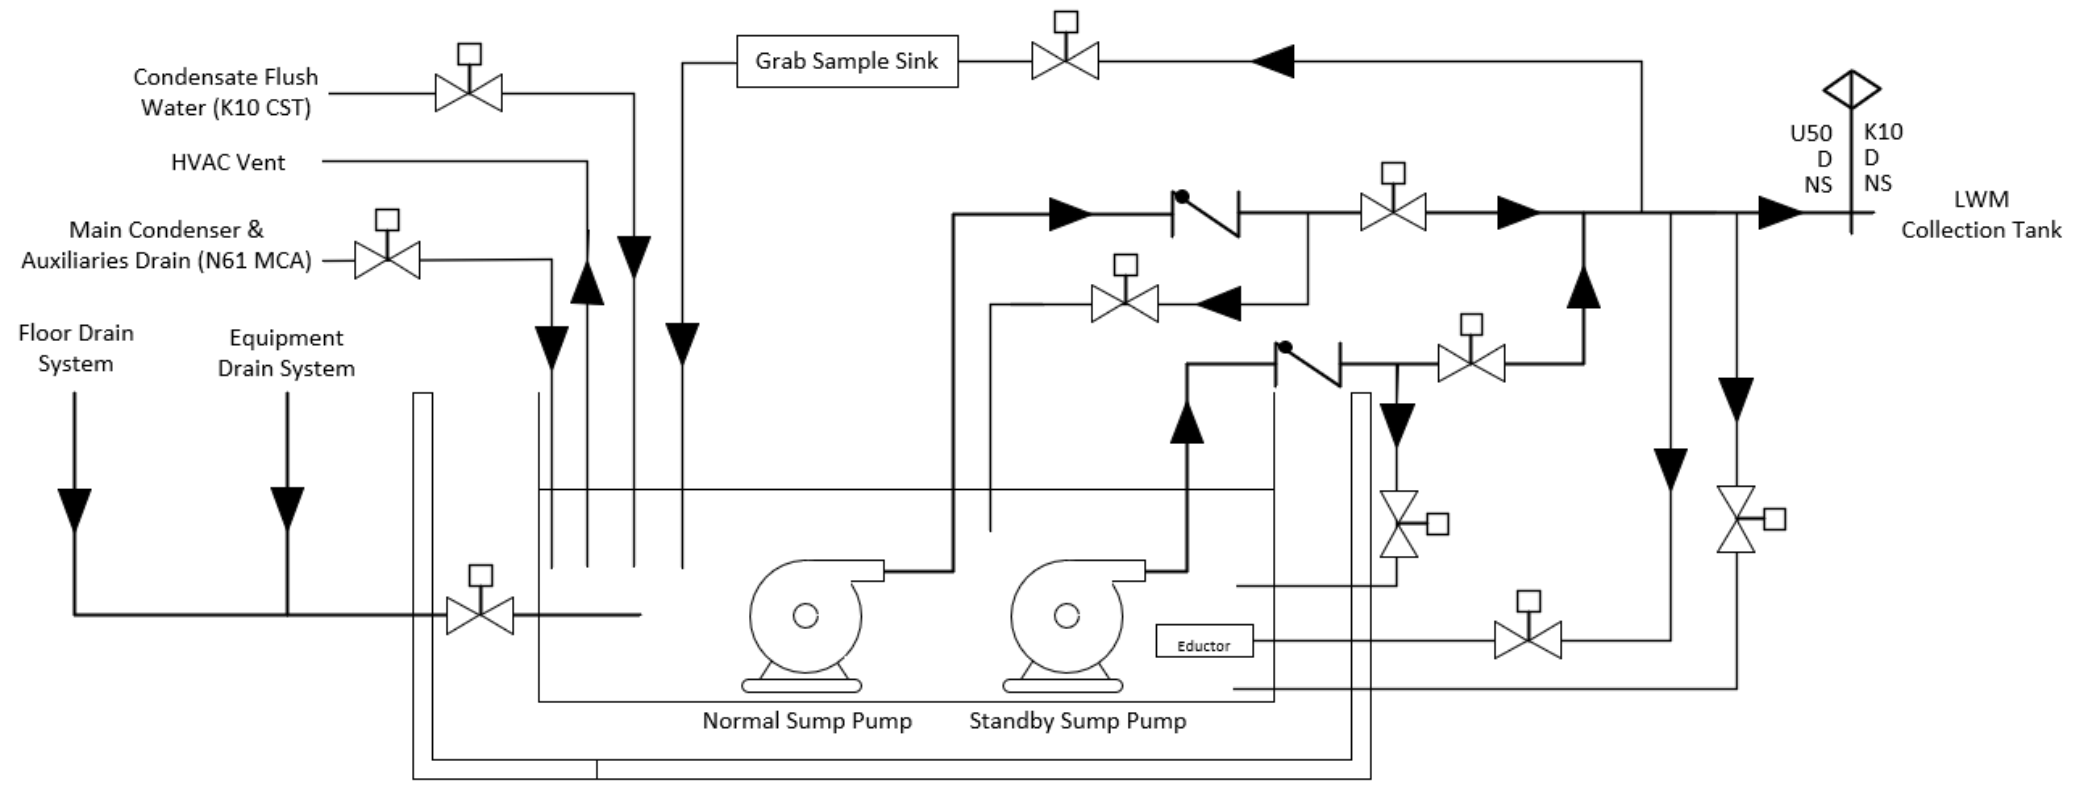 Condensate Flush
Water (K10 CST)
HVAC Vent
Main Condenser &
Auxiliaries Drain (N61 MCA)
Floor Drain
System
Equipment
Drain System
Grab Sample Sink
U50
D
NS
K10
D
NS
LWM
Collection Tank
Eductor
Normal Sump Pump
Standby Sump Pump